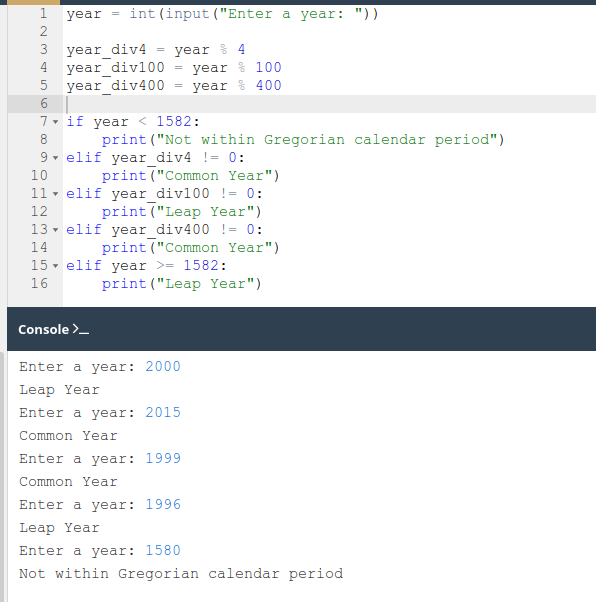 1 year = int(input("Enter a year: "))
2
3 year_div4 = year % 4
4 year_div100 = year % 100
5 year_div400 = year % 400
6
7 if year < 1582:
8     print("Not within Gregorian calendar period")
9 elif year_div4 != 0:
10     print("Common Year")
11 elif year_div100 != 0:
12     print("Leap Year")
13 elif year_div400 != 0:
14     print("Common Year")
15 elif year >= 1582:
16     print("Leap Year")
Console >_
Enter a year: 2000
Leap Year
Enter a year: 2015
Common Year
Enter a year: 1999
Common Year
Enter a year: 1996
Leap Year
Enter a year: 1580
Not within Gregorian calendar period